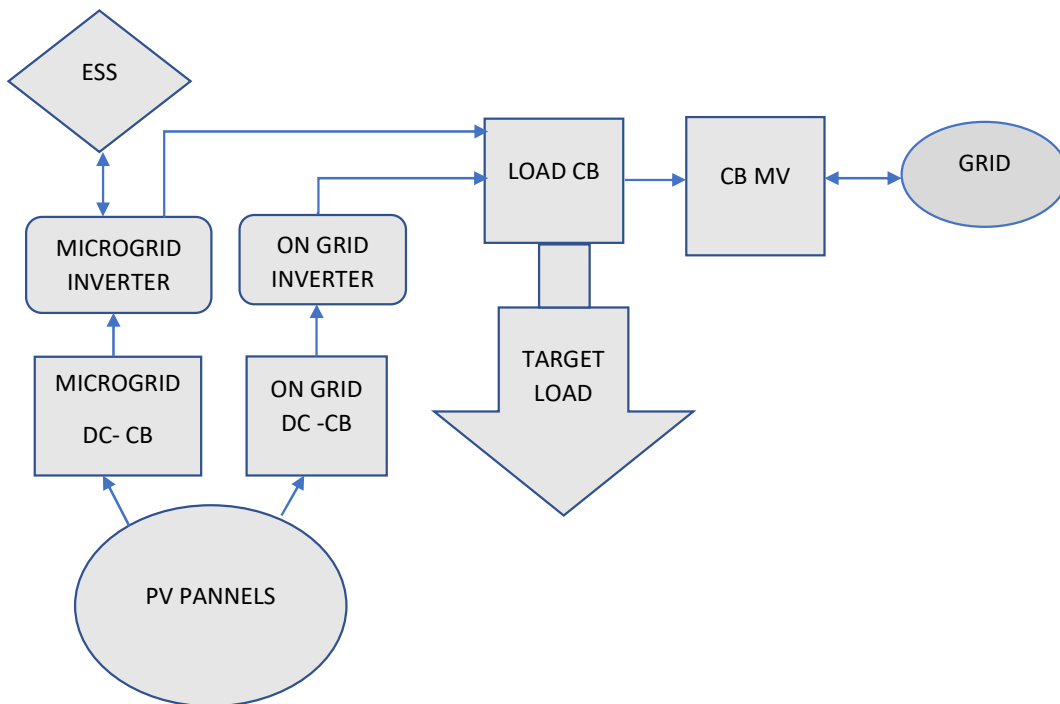 ESS
LOAD CB
CB MV
GRID
MICROGRID
INVERTER
ON GRID
INVERTER
MICROGRID
DC- CB
ON GRID
DC -CB
TARGET
LOAD
PV PANNELS